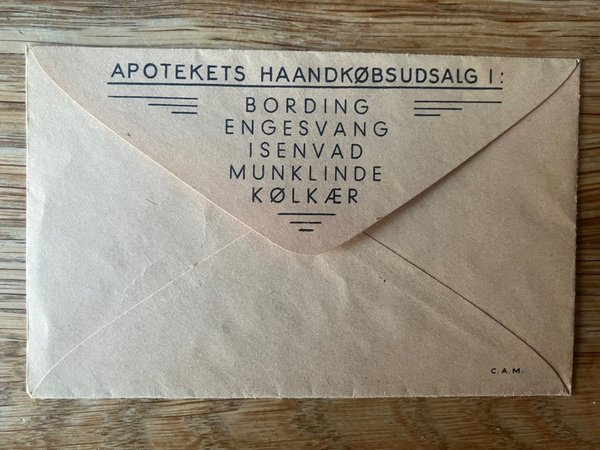 APOTEKETS HAANDKØBSUDSALG I:
BORDING
ENGESVANG
ISENVAD
MUNKLINDE
KØLKÆR
C.A.M.